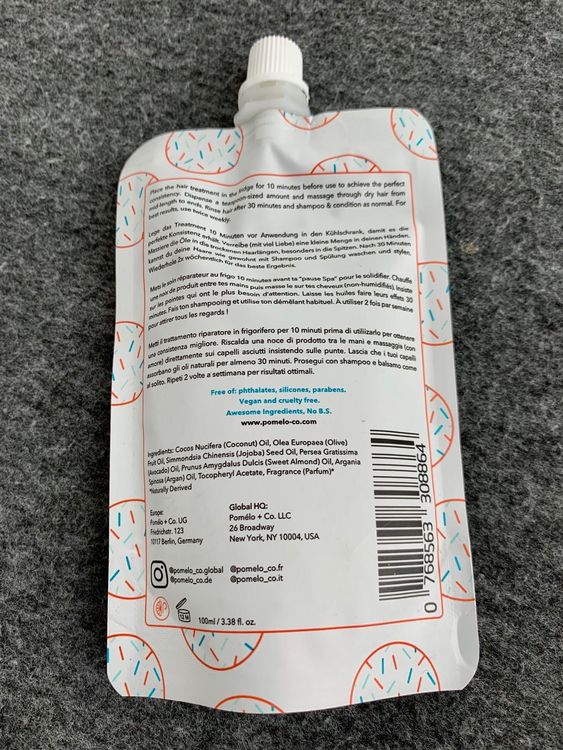 Place the hair treatment in the fridge for 10 minutes before use to achieve the perfect
consistency. Dispense a teaspoon-sized amount and massage through dry hair from
mid length to ends. Rinse hair after 30 minutes and shampoo & condition as normal. For
best results, use twice weekly.
Lege das Treatment 10 Minuten vor Anwendung in den Kühlschrank, damit es die
perfekte Konsistenz erhält. Verreibe (mit viel Liebe) eine kleine Menge in deinen Händen,
Massiere die Öle in die trockenen Haarlängen, besonders in die Spitzen. Nach 30 Minuten
kannst du deine Haare wie gewohnt mit Shampoo und Spülung waschen und stylen.
Wiederhole 2x wöchentlich für das beste Ergebnis.
Mets le soin réparateur au frigo 10 minutes avant ta "pause Spa" pour le solidifier. Chauffe
une noix de produit entre tes mains puis masse le sur tes cheveux (non-humidifiés). Insiste
sur les pointes qui ont le plus besoin d'attention. Laisse les huiles faire leurs effets 30
minutes. Fais ton shampooing et utilise ton démêlant habituel. À utiliser 2 fois par semaine
pour attirer tous les regards !
Metti il trattamento riparatore in frigorifero per 10 minuti prima di utilizzarlo per ottenere
una consistenza migliore. Riscalda una noce di prodotto tra le mani e massaggia (con
amore) direttamente sui capelli asciutti insistendo sulle punte. Lascia che i tuoi capelli
assorbano gli oli naturali per almeno 30 minuti. Prosegui con shampoo e balsamo come
al solito. Ripeti 2 volte a settimana per risultati ottimali.
Free of: phthalates, silicones, parabens.
Vegan and cruelty free.
Awesome Ingredients, No B.S.
www.pomelo-co.com
Ingredients: Cocos Nucifera (Coconut) Oil, Olea Europaea (Olive)
Fruit Oil, Simmondsia Chinensis (Jojoba) Seed Oil, Persea Gratissima
(Avocado) Oil, Prunus Amygdalus Dulcis (Sweet Almond) Oil, Argania
Spinosa (Argan) Oil, Tocopheryl Acetate, Fragrance (Parfum)*
*Naturally Derived
Europe:
Pomélo + Co. UG
Friedrichstr. 123
10117 Berlin, Germany
Global HQ:
Pomélo + Co. LLC
26 Broadway
New York, NY 10004, USA
@pomelo_co.global
@pomelo_co.de
@pomelo_co.fr
@pomelo_co.it
12 M
100ml / 3.38 fl. oz.
0 768563 308864